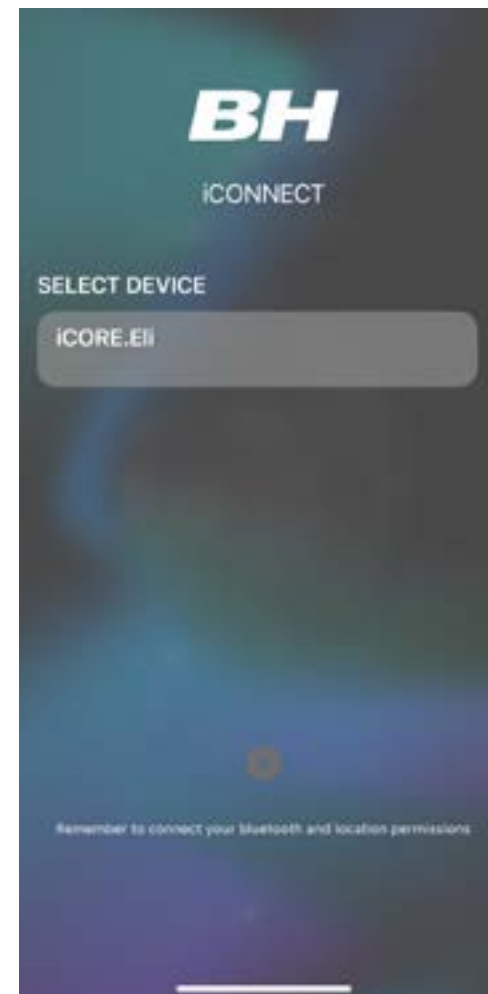 BH
iCONNECT
SELECT DEVICE
iCORE.Eli
Remember to connect your bluetooth and location permissions